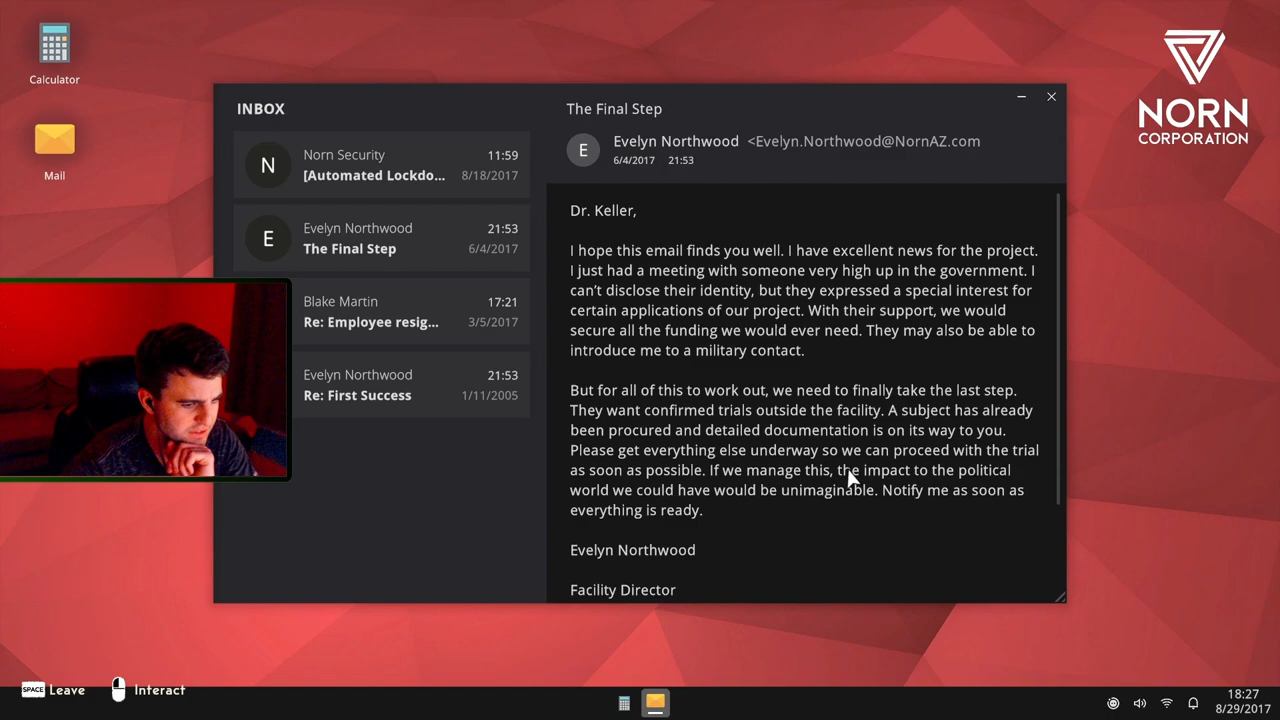 Calculator
Mail
NORN
CORPORATION
INBOX
N
Norn Security
11:59
[Automated Lockdo...
8/18/2017
E
Evelyn Northwood
21:53
The Final Step
6/4/2017
Blake Martin
17:21
Re: Employee resig...
3/5/2017
Evelyn Northwood
21:53
Re: First Success
1/11/2005
The Final Step
E
Evelyn Northwood <Evelyn.Northwood@NornAZ.com
6/4/2017 21:53
Dr. Keller,
I hope this email finds you well. I have excellent news for the project.
I just had a meeting with someone very high up in the government. I
can't disclose their identity, but they expressed a special interest for
certain applications of our project. With their support, we would
secure all the funding we would ever need. They may also be able to
introduce me to a military contact.
But for all of this to work out, we need to finally take the last step.
They want confirmed trials outside the facility. A subject has already
been procured and detailed documentation is on its way to you.
Please get everything else underway so we can proceed with the trial
as soon as possible. If we manage this, the impact to the political
world we could have would be unimaginable. Notify me as soon as
everything is ready.
Evelyn Northwood
Facility Director
SPACE Leave
Interact
18:27
8/29/2017